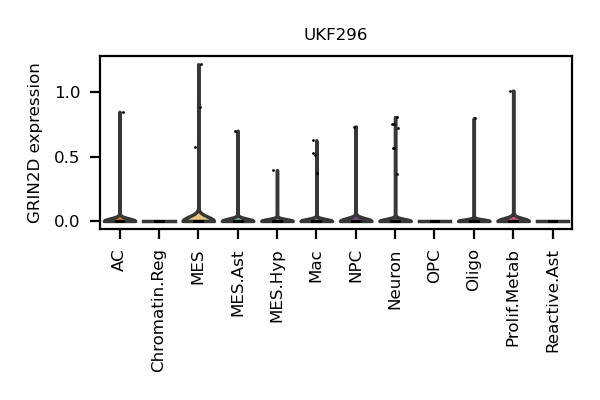 UKF296
GRIN2D expression
1.0
0.5
0.0
AC
Chromatin.Reg
MES
MES.Ast
MES.Hyp
Mac
NPC
Neuron
OPC
Oligo
Prolif.Metab
Reactive.Ast